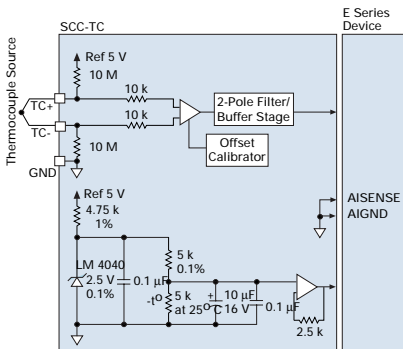 SCC-TC
E Series
Device
Thermocouple Source
Ref 5 V
10 M
TC+
10 k
TC-
10 k
2-Pole Filter/
Buffer Stage
10 M
Offset
Calibrator
GND
Ref 5 V
4.75 k
1%
AISENSE
AIGND
LM 4040
2.5 V
0.1%
0.1 µF
5 k
0.1%
-tº
5 k
at 25º C
+
10 µF
16 V
0.1 µF
2.5 k